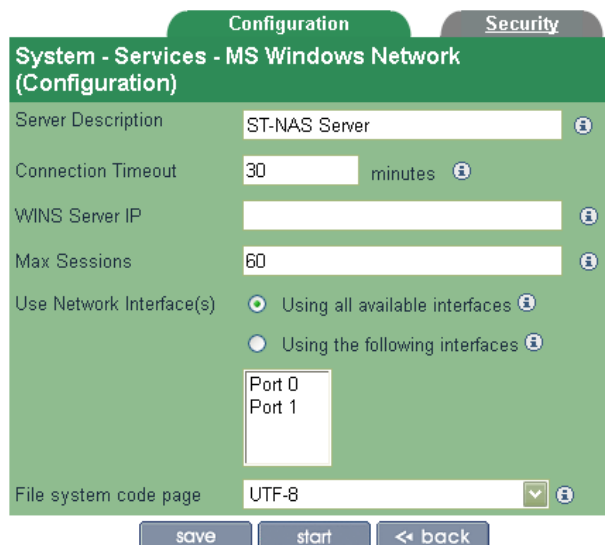 Configuration
Security
System - Services - MS Windows Network
(Configuration)
Server Description
ST-NAS Server
Connection Timeout
30
minutes
WINS Server IP
Max Sessions
60
Use Network Interface(s)
Using all available interfaces
Using the following interfaces
Port 0
Port 1
File system code page
UTF-8
save
start
<< back